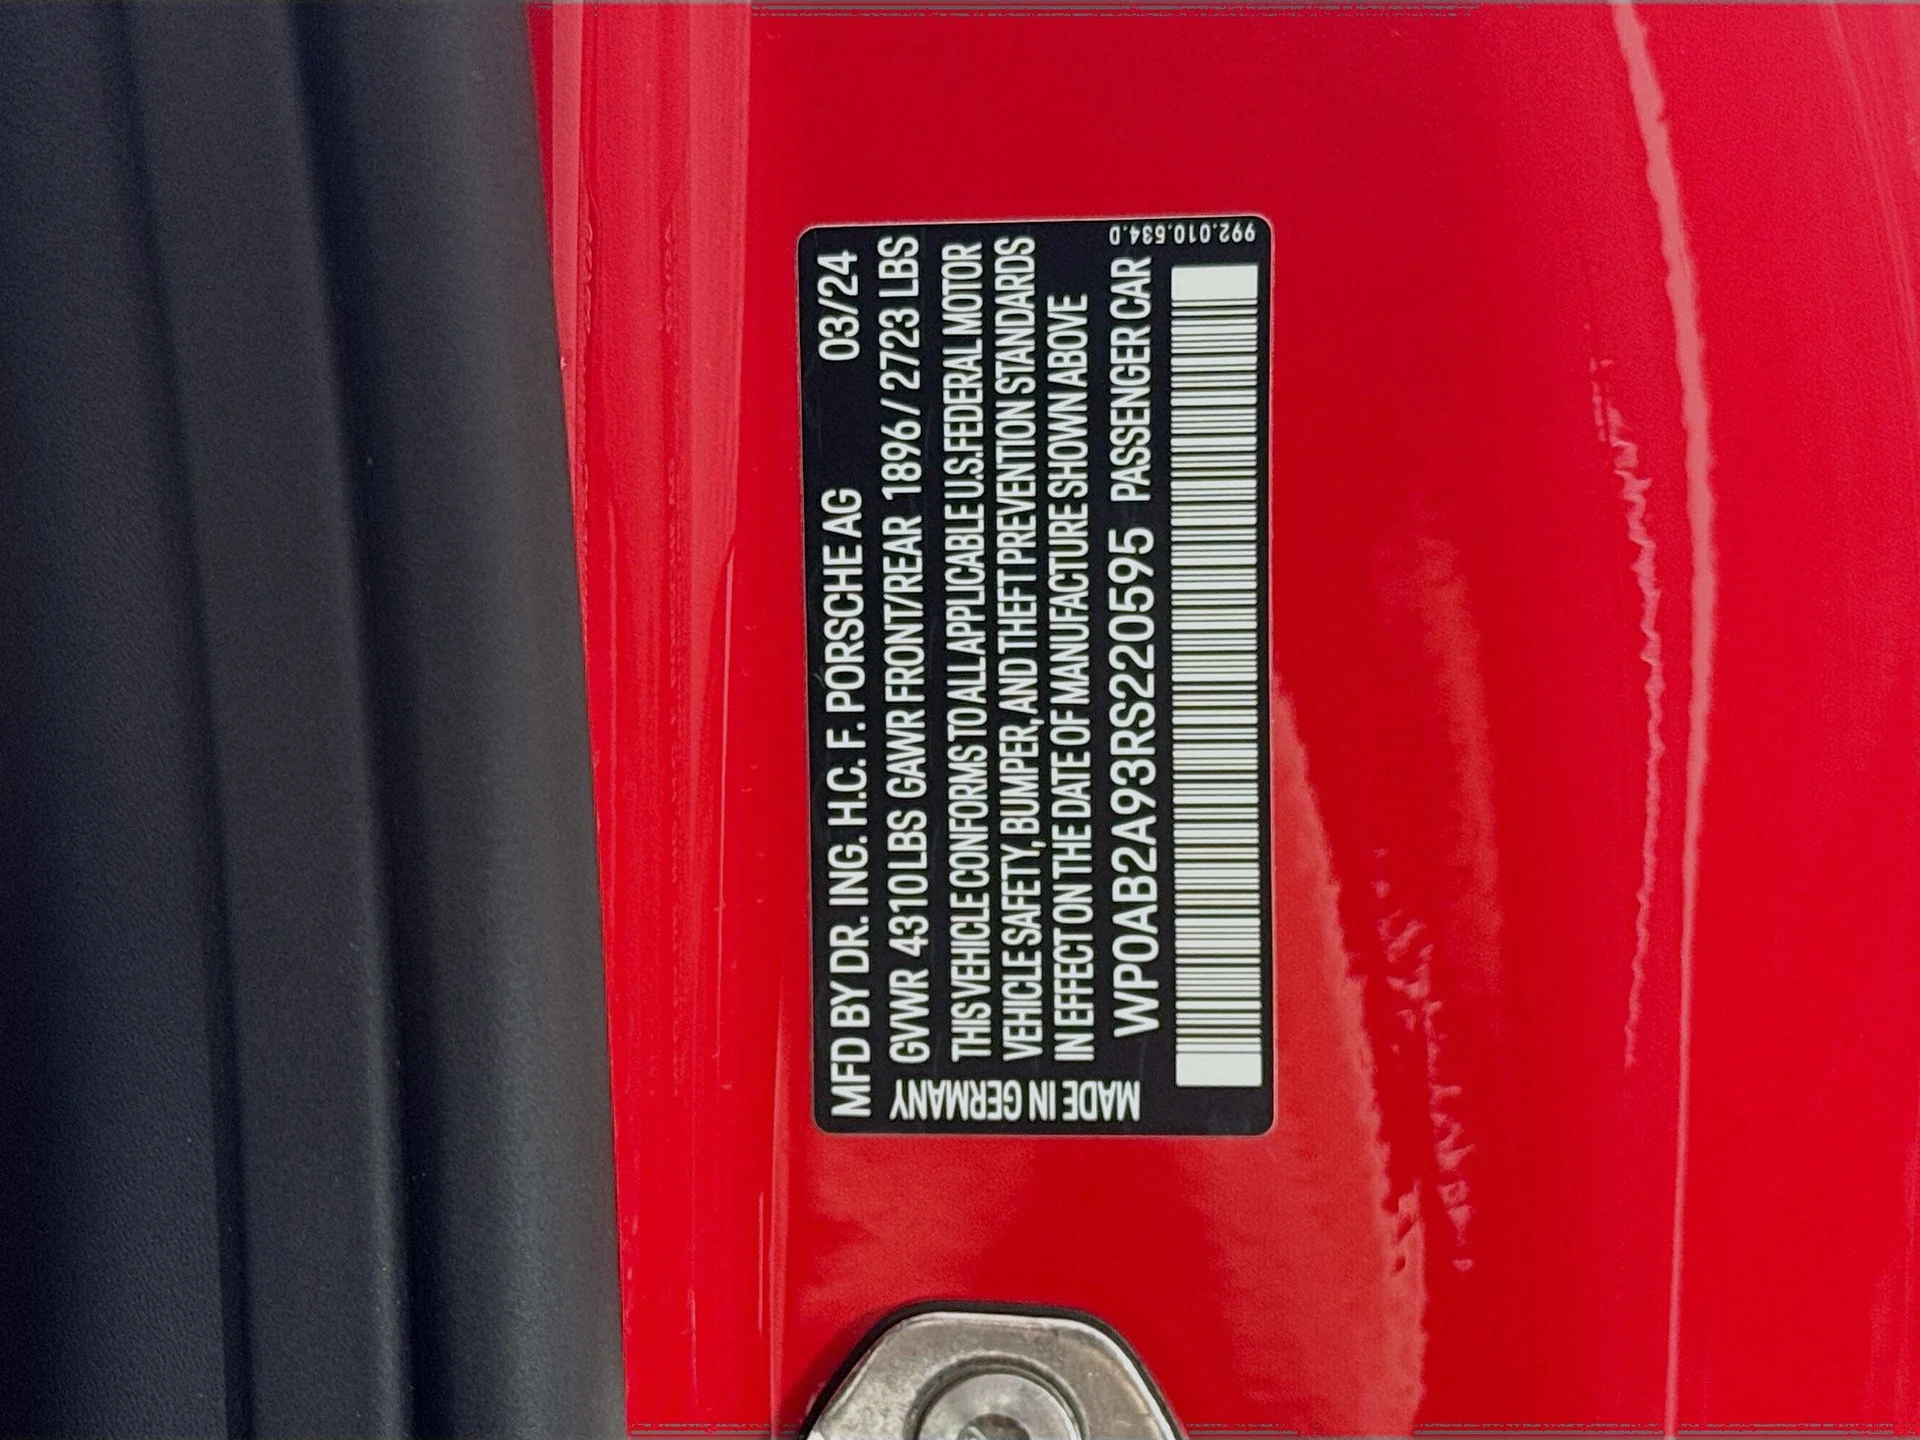 MFD BY DR. ING. H.C. F. PORSCHE AG 03/24
GVWR 4310 LBS GAWR FRONT/REAR 1896 / 2723 LBS
THIS VEHICLE CONFORMS TO ALL APPLICABLE U.S. FEDERAL MOTOR
VEHICLE SAFETY, BUMPER, AND THEFT PREVENTION STANDARDS
IN EFFECT ON THE DATE OF MANUFACTURE SHOWN ABOVE
WP0AB2A93RS220595 PASSENGER CAR
MADE IN GERMANY
992.010.534.D